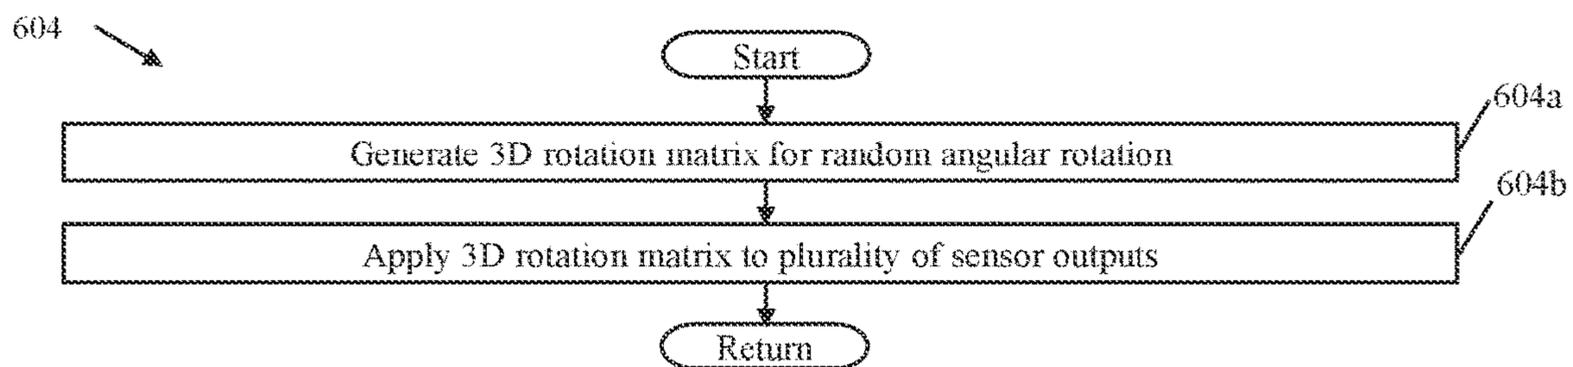 604
Start
604a
Generate 3D rotation matrix for random angular rotation
604b
Apply 3D rotation matrix to plurality of sensor outputs
Return